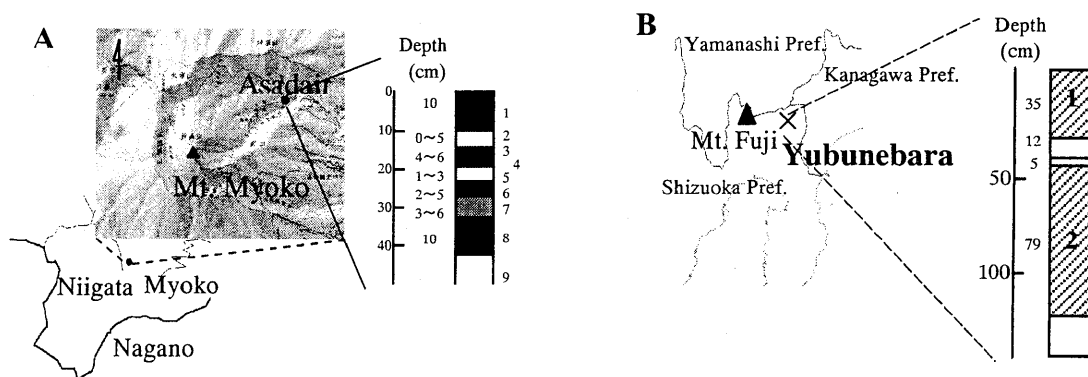 A
Asadair
Mt. Myoko
Niigata Myoko
Nagano
Depth
(cm)
0
10
20
30
40
10
0~5
4~6
1~3
2~5
3~6
10
1
2
3
4
5
6
7
8
9
B
Yamanashi Pref.
Kanagawa Pref.
Mt. Fuji
Yubunebara
Shizuoka Pref.
Depth
(cm)
50
100
35
12
5
79
1
2